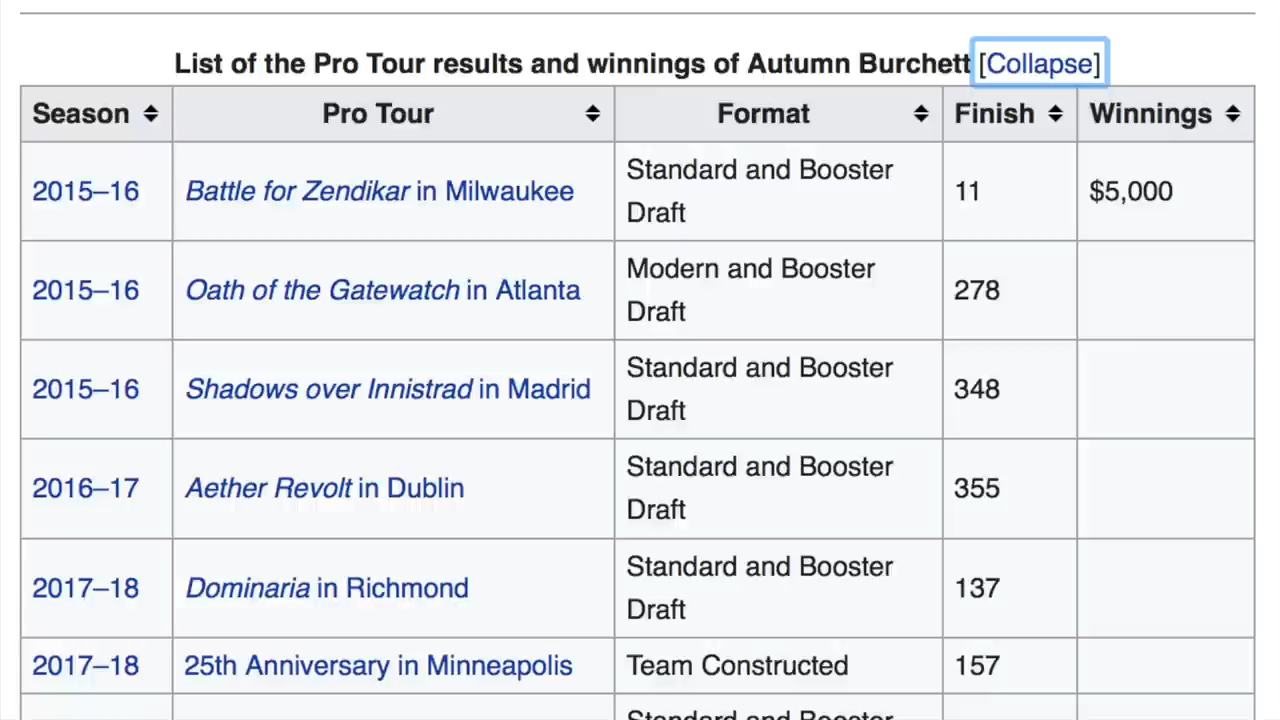 List of the Pro Tour results and winnings of Autumn Burchett [Collapse]
Season Pro Tour Format Finish Winnings
2015–16 Battle for Zendikar in Milwaukee Standard and Booster Draft 11 $5,000
2015–16 Oath of the Gatewatch in Atlanta Modern and Booster Draft 278
2015–16 Shadows over Innistrad in Madrid Standard and Booster Draft 348
2016–17 Aether Revolt in Dublin Standard and Booster Draft 355
2017–18 Dominaria in Richmond Standard and Booster Draft 137
2017–18 25th Anniversary in Minneapolis Team Constructed 157
Standard and Booster